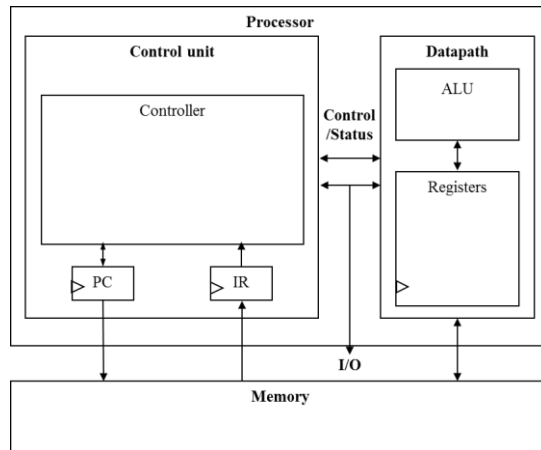 Processor
Control unit
Datapath
Controller
Control
/Status
ALU
Registers
PC
IR
I/O
Memory